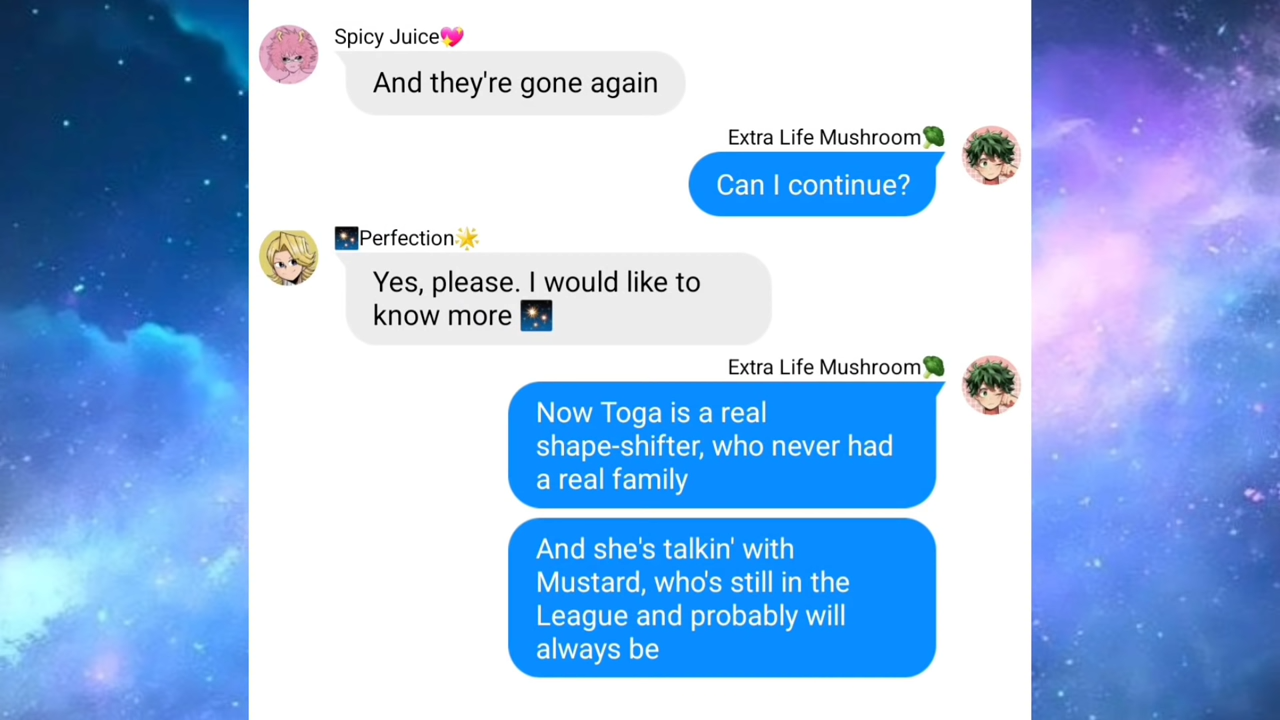 Spicy Juice💖
And they're gone again
Extra Life Mushroom🥦
Can I continue?
🎇Perfection🌟
Yes, please. I would like to
know more 🎇
Extra Life Mushroom🥦
Now Toga is a real
shape-shifter, who never had
a real family
And she's talkin' with
Mustard, who's still in the
League and probably will
always be